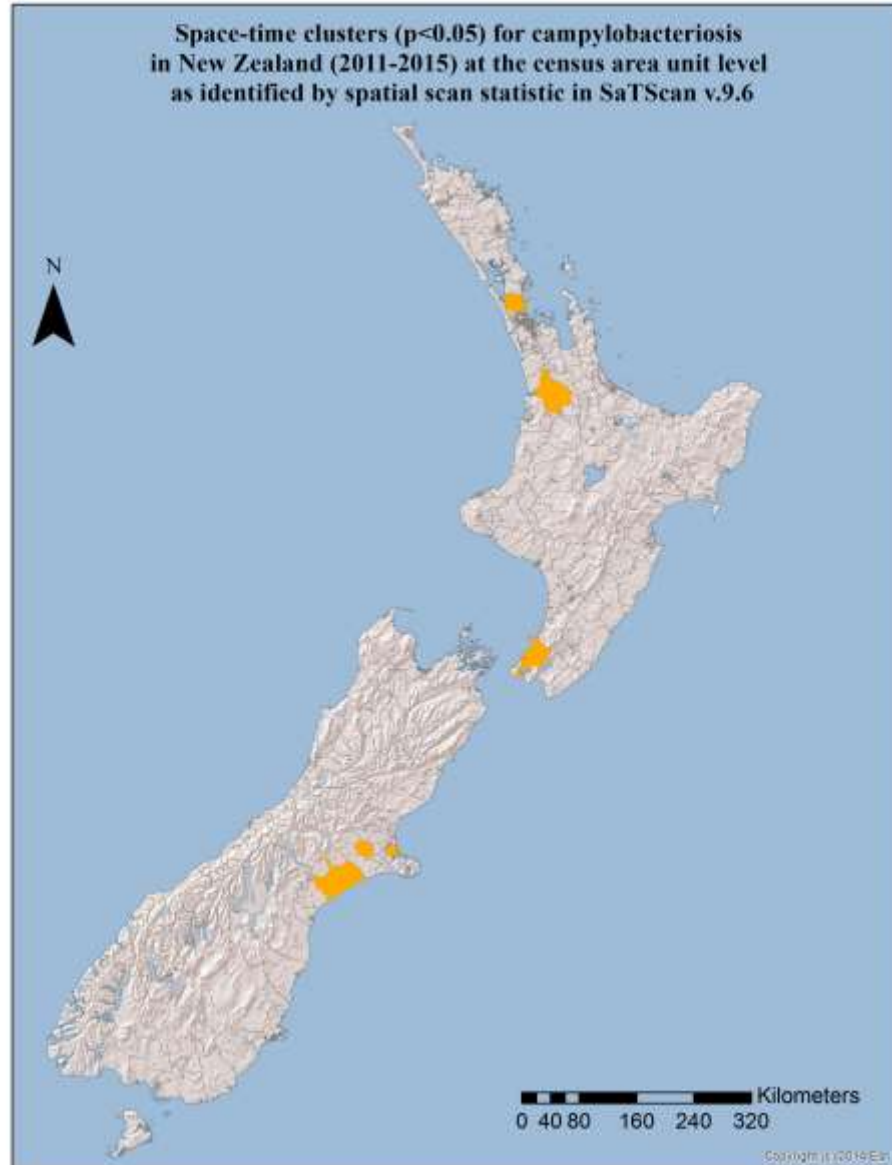 Space-time clusters (p<0.05) for campylobacteriosis
in New Zealand (2011-2015) at the census area unit level
as identified by spatial scan statistic in SaTScan v.9.6
N
Kilometers
0 40 80 160 240 320
Copyright